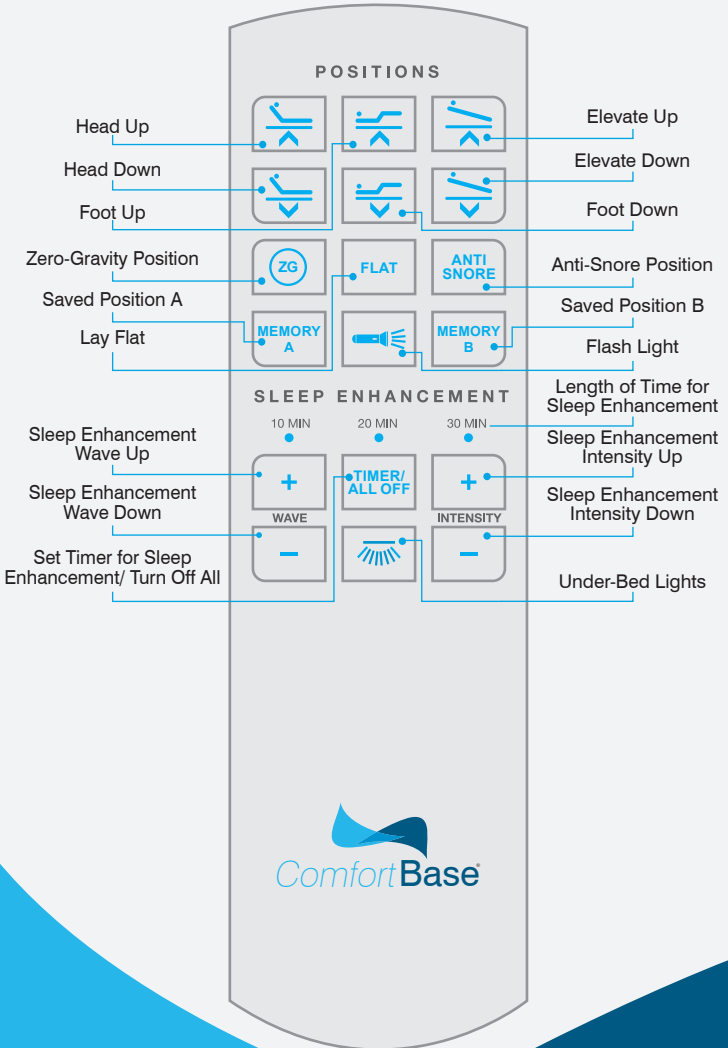 POSITIONS
Head Up
Head Down
Foot Up
Zero-Gravity Position
Saved Position A
Lay Flat
Elevate Up
Elevate Down
Foot Down
Anti-Snore Position
Saved Position B
Flash Light
ZG
FLAT
ANTI
SNORE
MEMORY
A
MEMORY
B
SLEEP ENHANCEMENT
10 MIN
20 MIN
30 MIN
Length of Time for
Sleep Enhancement
Sleep Enhancement
Wave Up
Sleep Enhancement
Wave Down
Set Timer for Sleep
Enhancement/ Turn Off All
Sleep Enhancement
Intensity Up
Sleep Enhancement
Intensity Down
Under-Bed Lights
+
TIMER/
ALL OFF
+
WAVE
INTENSITY
−
−
ComfortBase